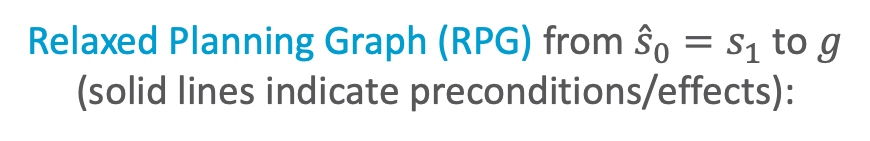 Relaxed Planning Graph (RPG) from ŝ₀ = s₁ to g
(solid lines indicate preconditions/effects):